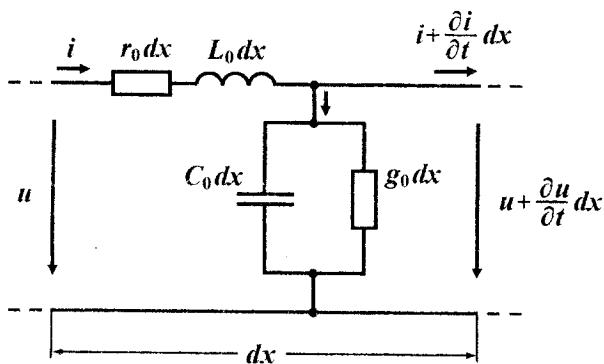 i
r₀dx
L₀dx
i + ∂i/∂t dx
u
C₀dx
g₀dx
u + ∂u/∂t dx
dx